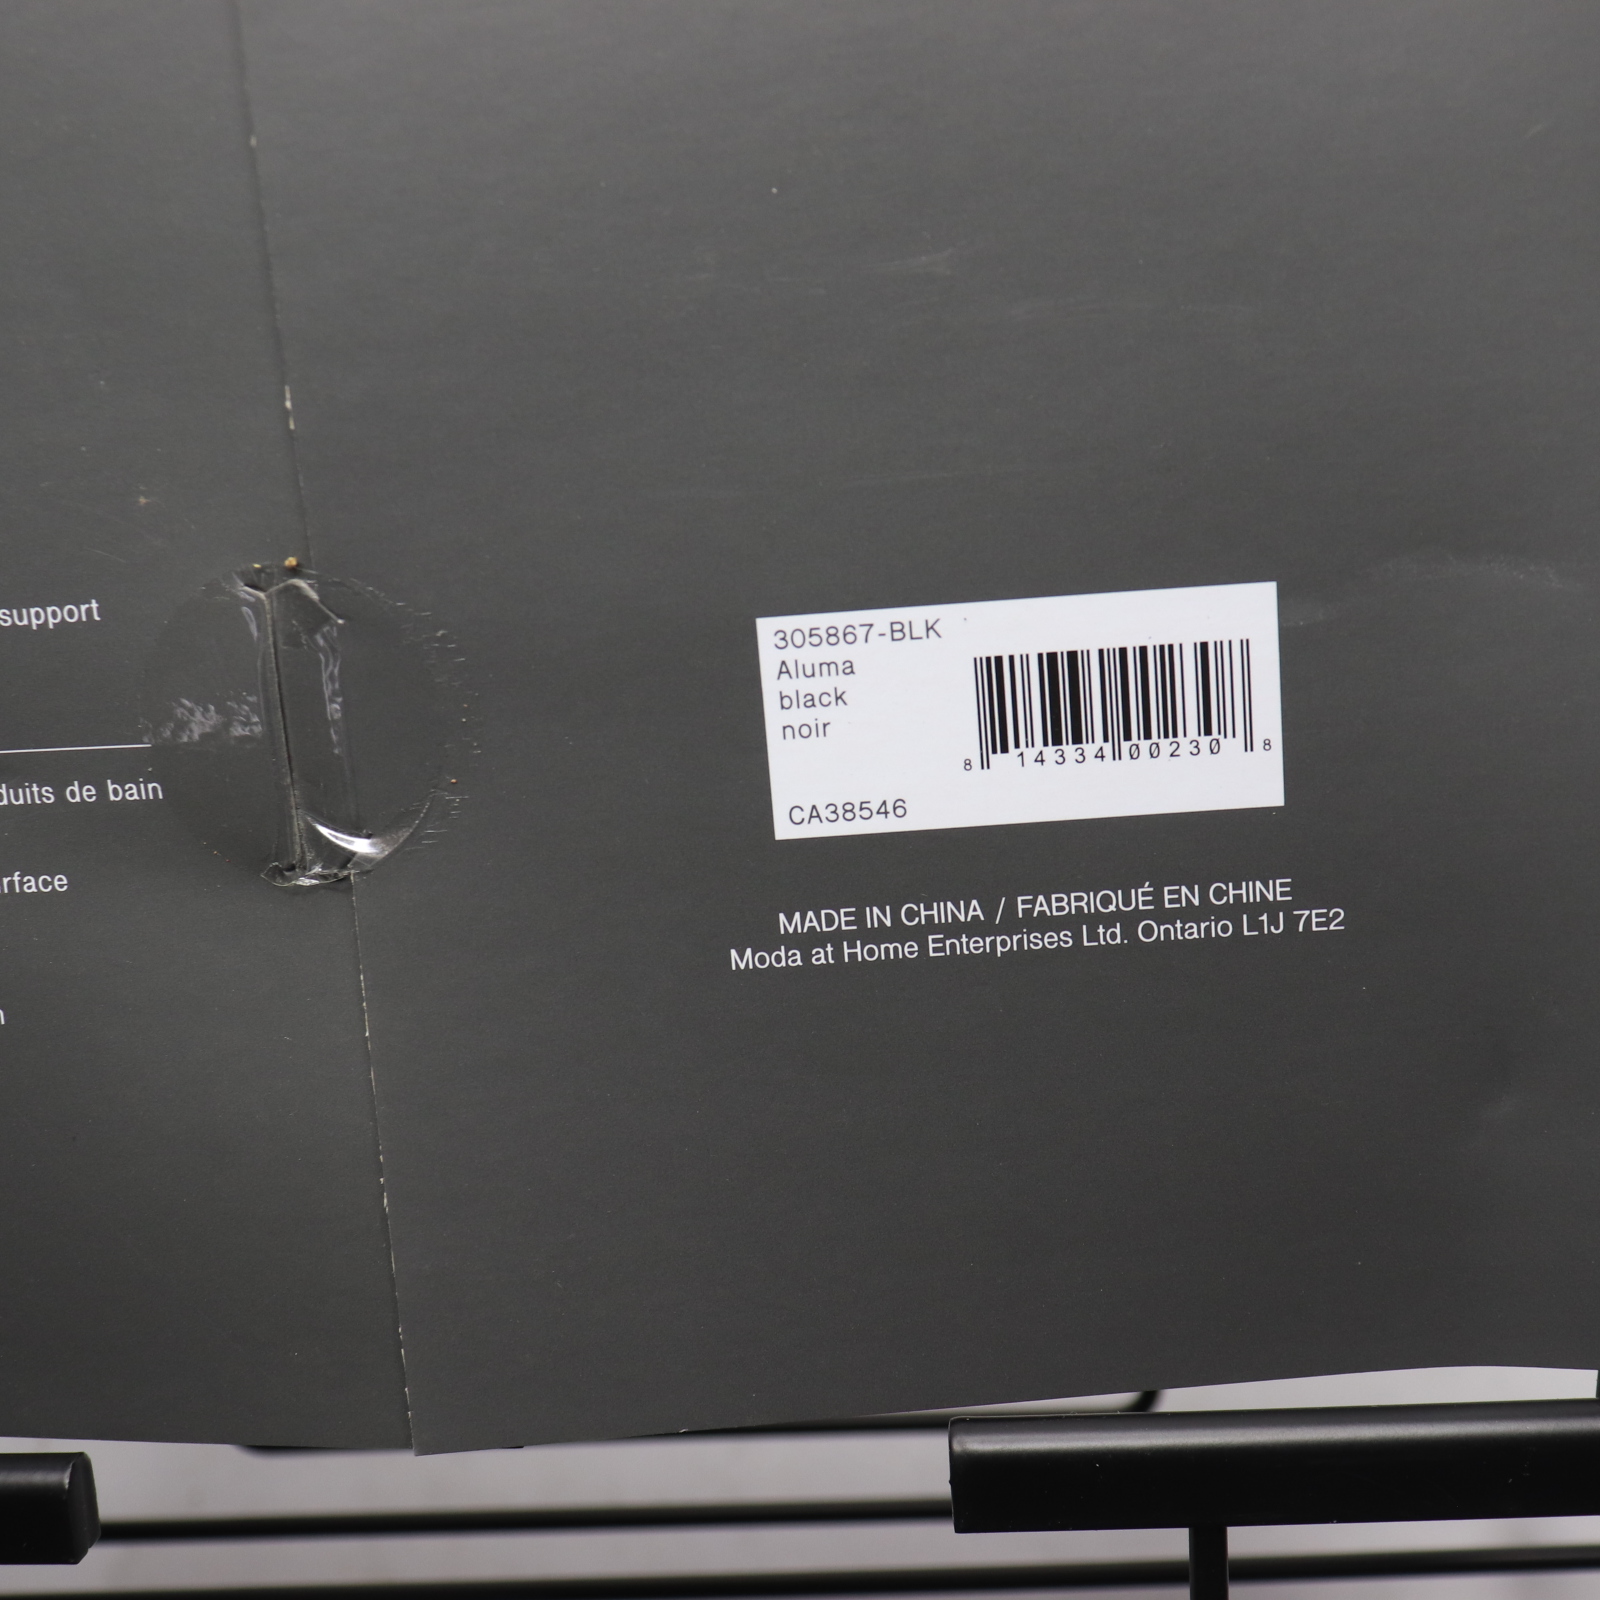 support
duits de bain
rface
305867-BLK
Aluma
black
noir
8 14334 00230 8
CA38546
MADE IN CHINA / FABRIQUÉ EN CHINE
Moda at Home Enterprises Ltd. Ontario L1J 7E2